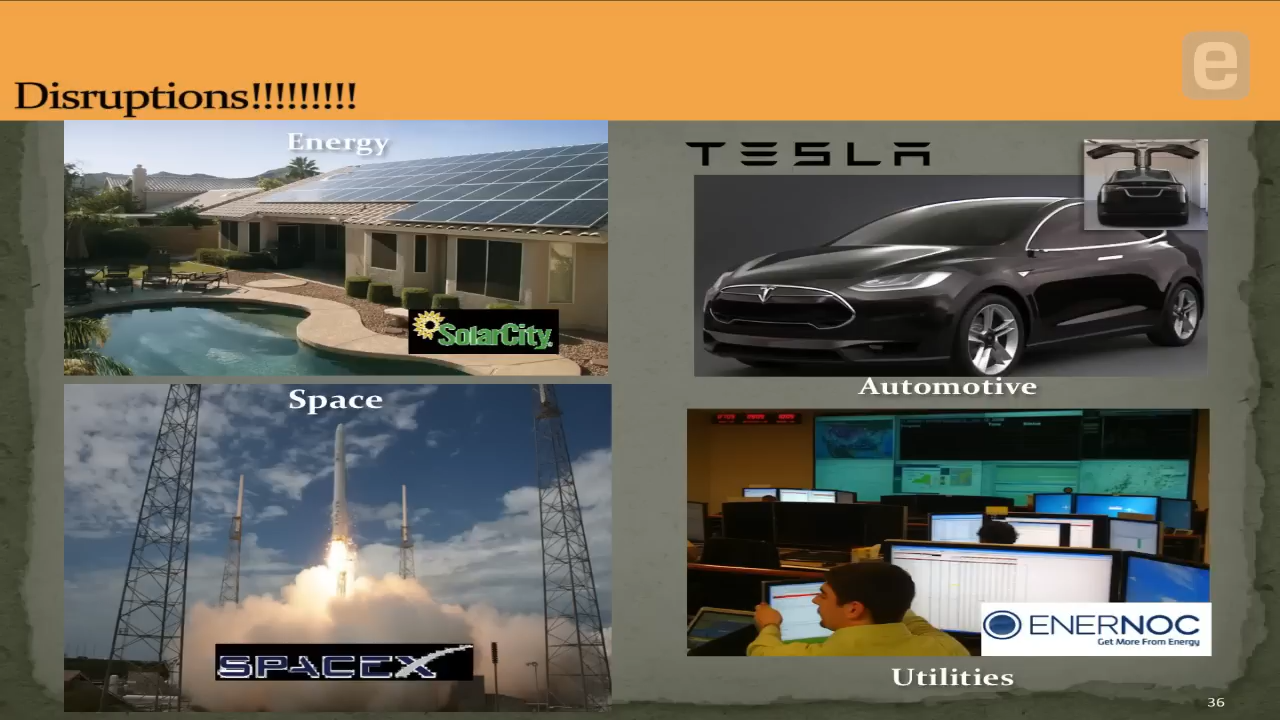 e
Disruptions!!!!!!!!!
Energy
SolarCity.
TESLA
Automotive
Space
SPACEX
ENERNOC
Get More From Energy
Utilities
36